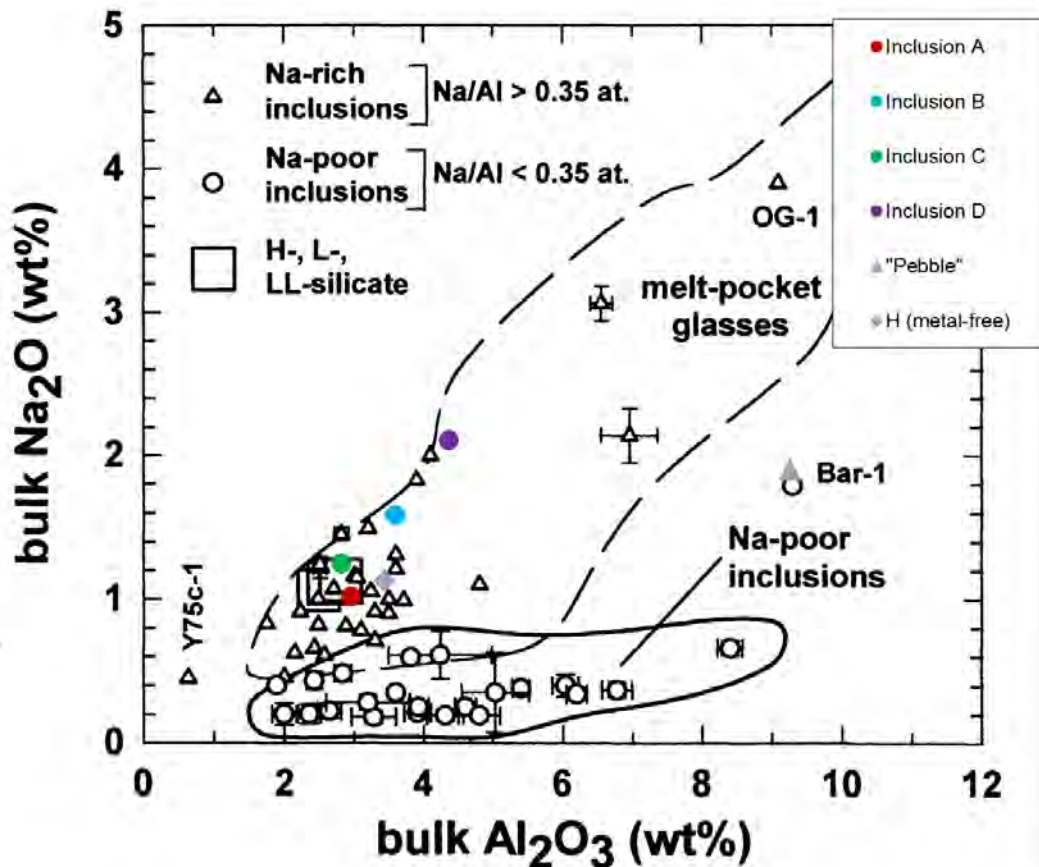 5
4
3
2
1
0
bulk Na2O (wt%)
Na-rich
inclusions
Na/Al > 0.35 at.
Na-poor
inclusions
Na/Al < 0.35 at.
H-, L-,
LL-silicate
Inclusion A
Inclusion B
Inclusion C
Inclusion D
"Pebble"
H (metal-free)
OG-1
melt-pocket
glasses
Bar-1
Na-poor
inclusions
Y75c-1
0 2 4 6 8 10 12
bulk Al2O3 (wt%)